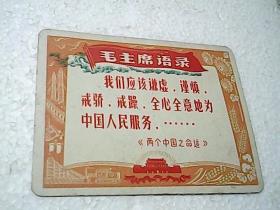 毛主席语录
我们应该谦虚，谨慎，
戒骄，戒躁，全心全意地为
中国人民服务，……
《两个中国之命运》